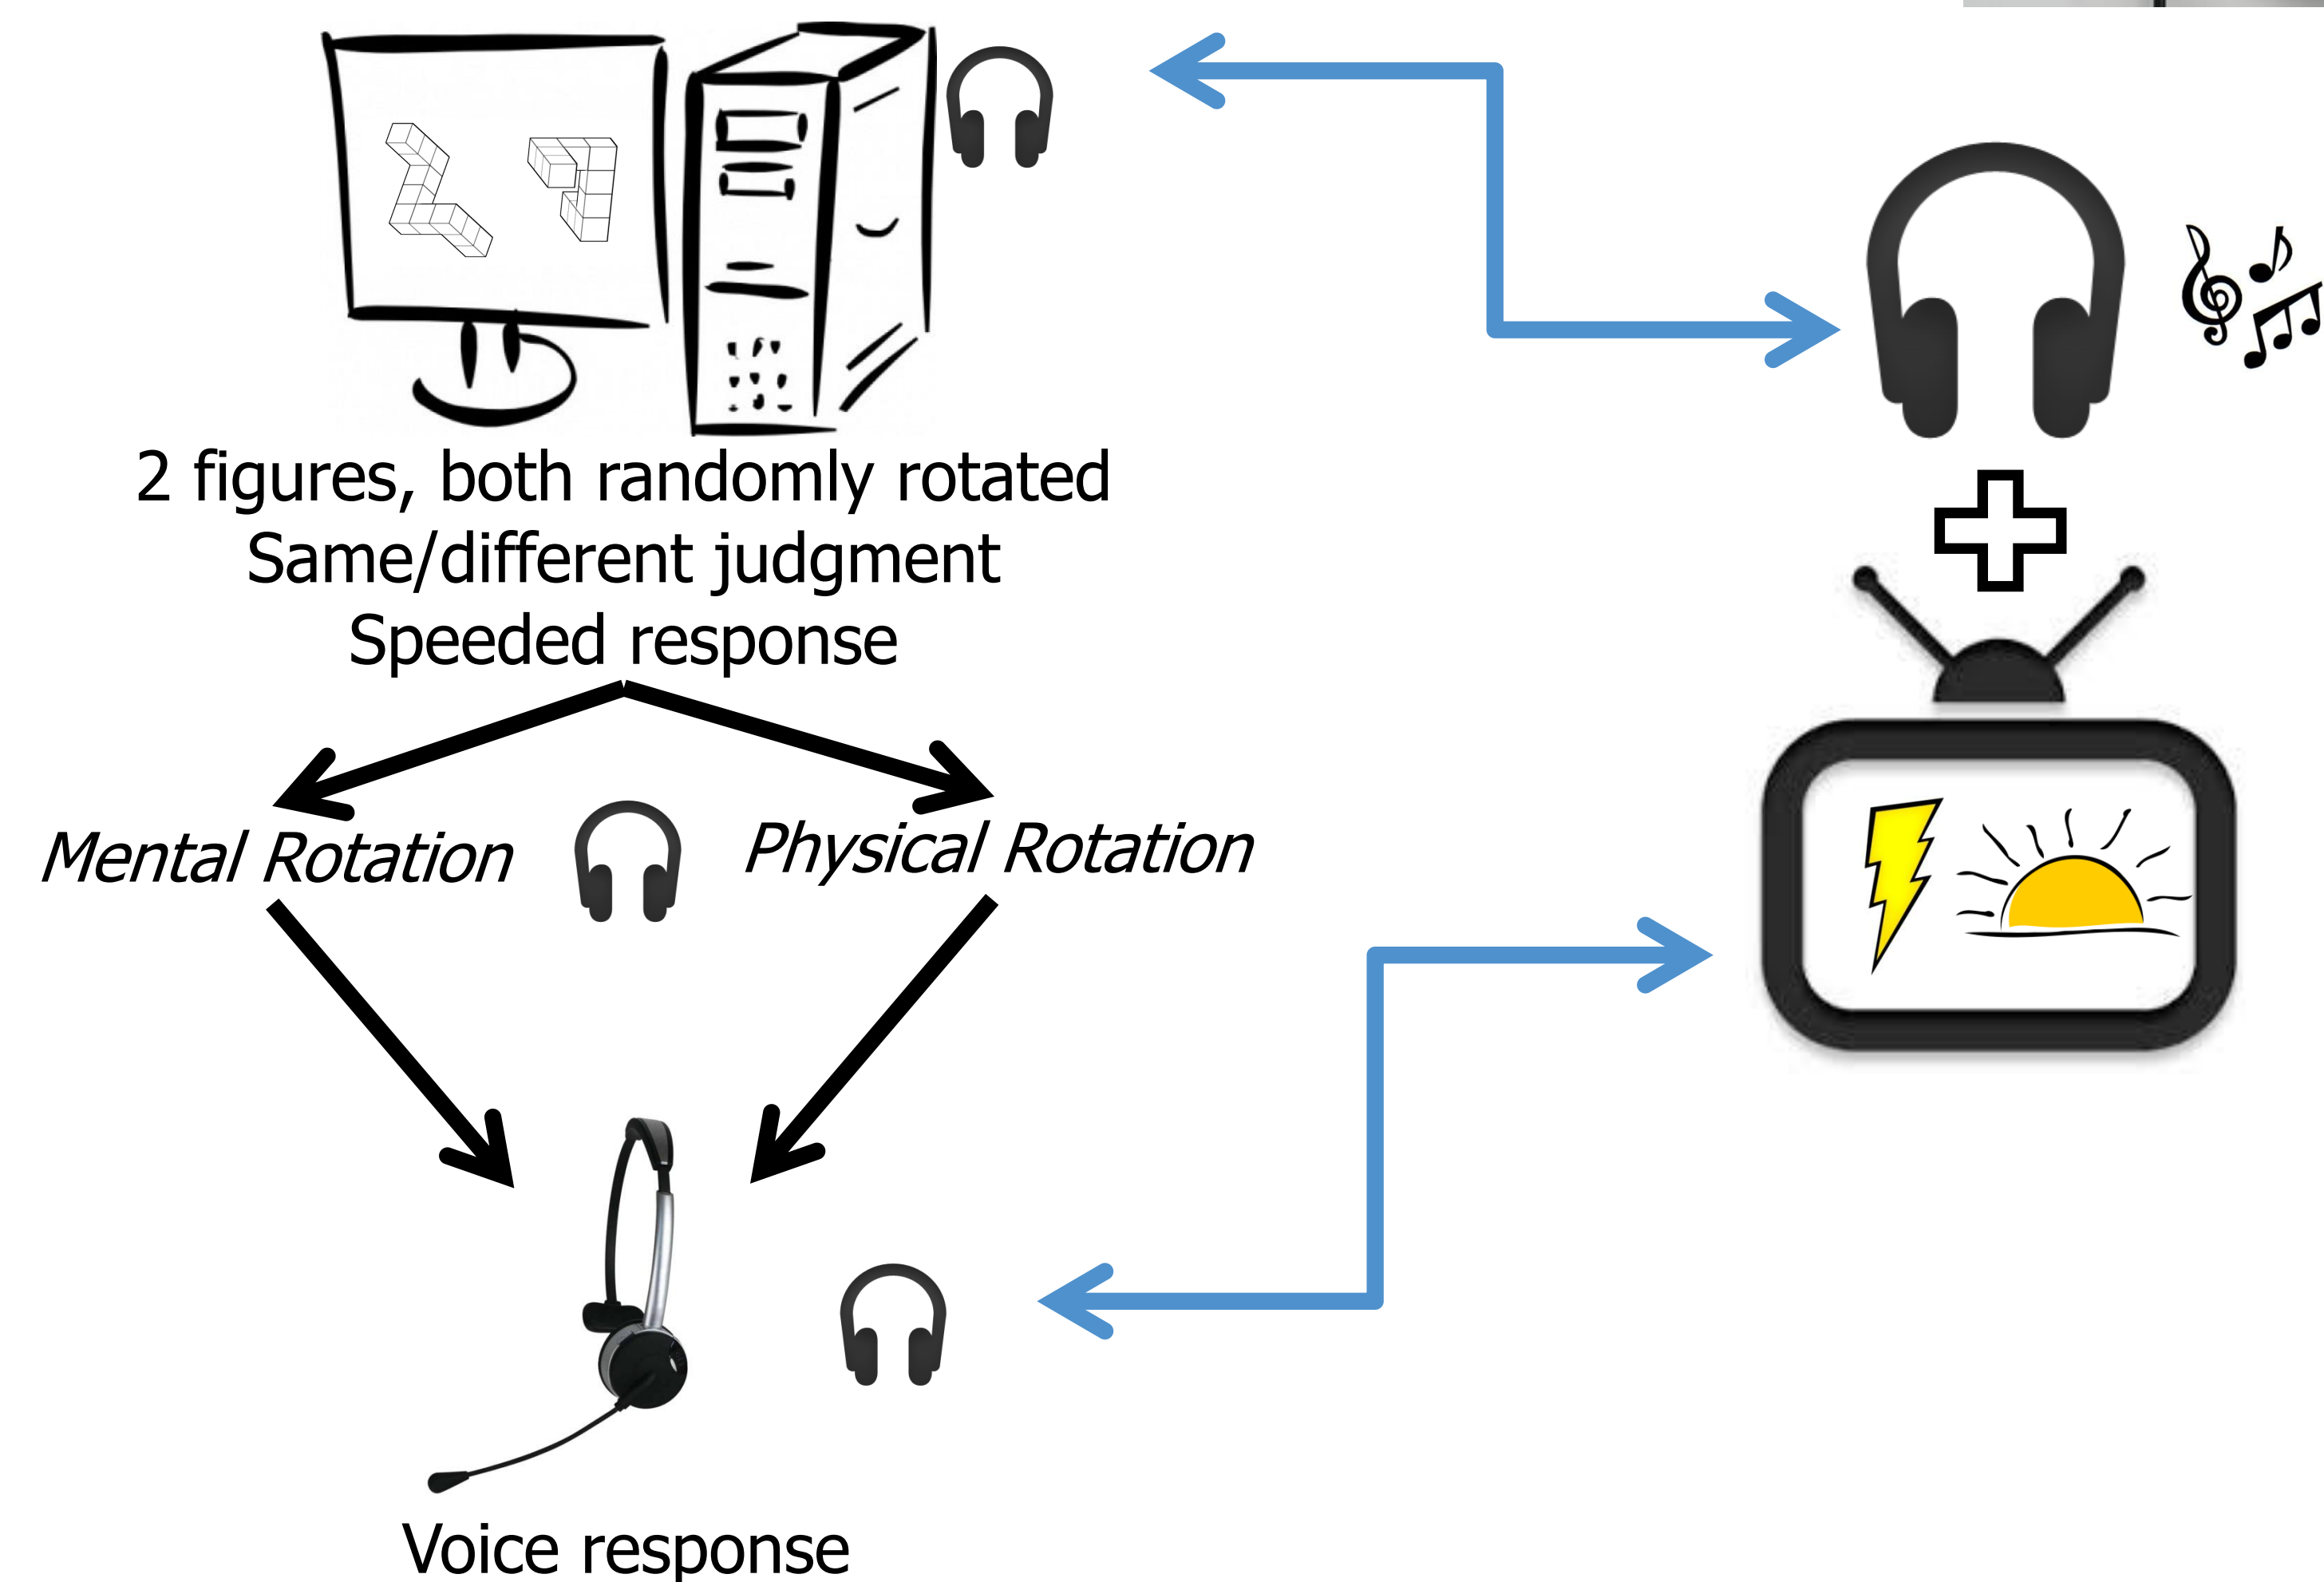 2 figures, both randomly rotated
Same/different judgment
Speeded response
Mental Rotation
Physical Rotation
Voice response